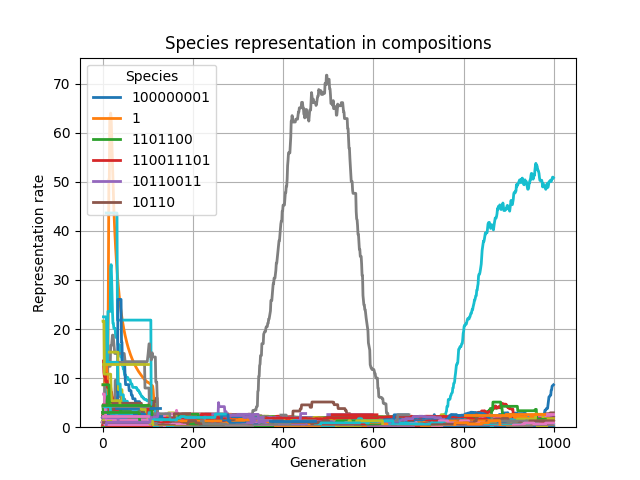 Species representation in compositions
Species
100000001
1
1101100
110011101
10110011
10110
Representation rate
70
60
50
40
30
20
10
0
0 200 400 600 800 1000
Generation